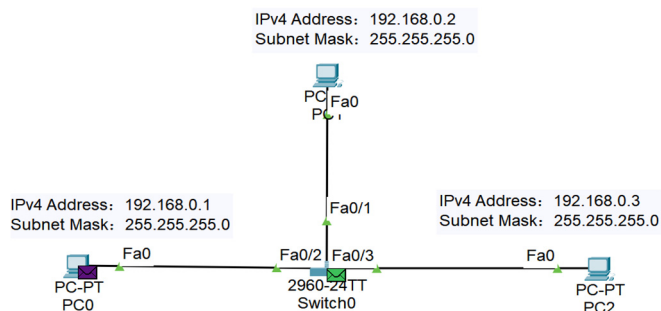 IPv4 Address： 192.168.0.2
Subnet Mask： 255.255.255.0
Fa0
IPv4 Address： 192.168.0.1
Subnet Mask： 255.255.255.0
IPv4 Address： 192.168.0.3
Subnet Mask： 255.255.255.0
Fa0/1
Fa0
Fa0/2
Fa0/3
Fa0
PC-PT
PC0
2960-24TT
Switch0
PC-PT
PC2